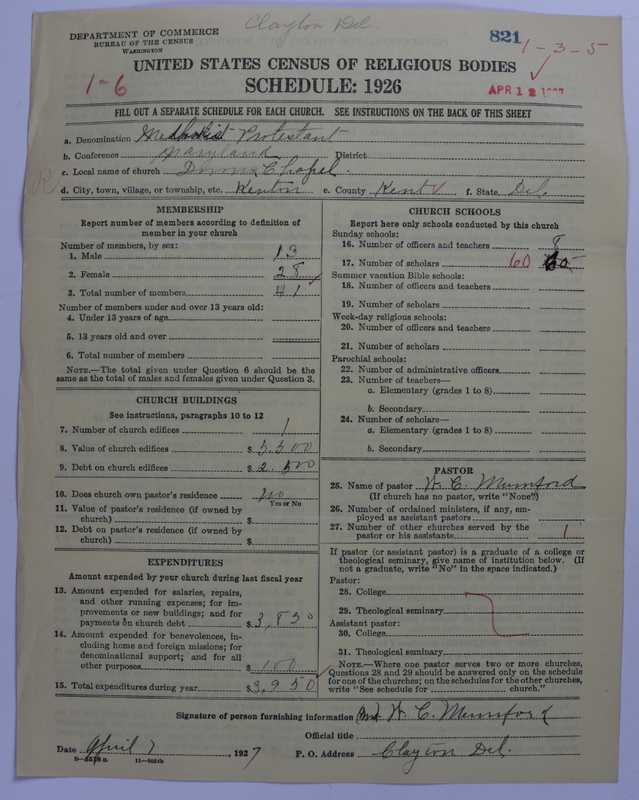 Clayton Del.
DEPARTMENT OF COMMERCE
BUREAU OF THE CENSUS
WASHINGTON
821
1-3-5
1-6
APR 12
UNITED STATES CENSUS OF RELIGIOUS BODIES
SCHEDULE: 1926
FILL OUT A SEPARATE SCHEDULE FOR EACH CHURCH. SEE INSTRUCTIONS ON THE BACK OF THIS SHEET
a. Denomination Methodist Protestant
b. Conference Maryland District
c. Local name of church Chapel.
d. City, town, village, or township, etc. Kenton e. County Kent f. State Del.
MEMBERSHIP
Report number of members according to definition of
member in your church
Number of members, by sex:
1. Male 13
2. Female 28
3. Total number of members 41
Number of members under and over 13 years old:
4. Under 13 years of age
5. 13 years old and over
6. Total number of members
NOTE.—The total given under Question 6 should be the
same as the total of males and females given under Question 3.
CHURCH BUILDINGS
See instructions, paragraphs 10 to 12
7. Number of church edifices 1
8. Value of church edifices $5,500
9. Debt on church edifices $2,500
10. Does church own pastor's residence no
Yes or No
11. Value of pastor's residence (if owned by
church) $
12. Debt on pastor's residence (if owned by
church) $
EXPENDITURES
Amount expended by your church during last fiscal year
13. Amount expended for salaries, repairs,
and other running expenses; for im-
provements or new buildings; and for
payments on church debt $3,850
14. Amount expended for benevolences, in-
cluding home and foreign missions; for
denominational support; and for all
other purposes $100
15. Total expenditures during year $3,950
CHURCH SCHOOLS
Report here only schools conducted by this church
Sunday schools:
16. Number of officers and teachers 8
17. Number of scholars 60
Summer vacation Bible schools:
18. Number of officers and teachers
19. Number of scholars
Week-day religious schools:
20. Number of officers and teachers
21. Number of scholars
Parochial schools:
22. Number of administrative officers
23. Number of teachers—
a. Elementary (grades 1 to 8)
b. Secondary
24. Number of scholars—
a. Elementary (grades 1 to 8)
b. Secondary
PASTOR
25. Name of pastor W. C. Mumford
(If church has no pastor, write "None")
26. Number of ordained ministers, if any, em-
ployed as assistant pastors
27. Number of other churches served by the
pastor or his assistants 1
If pastor (or assistant pastor) is a graduate of a college or
theological seminary, give name of institution below. (If
not a graduate, write "No" in the space indicated.)
Pastor:
28. College
29. Theological seminary
Assistant pastor:
30. College
31. Theological seminary
NOTE.—Where one pastor serves two or more churches,
Questions 28 and 29 should be answered only on the schedule
for one of the churches; on the schedules for the other churches,
write "See schedule for church."
Signature of person furnishing information W. C. Mumford
Official title
Date April 7, 1927 P. O. Address Clayton Del.